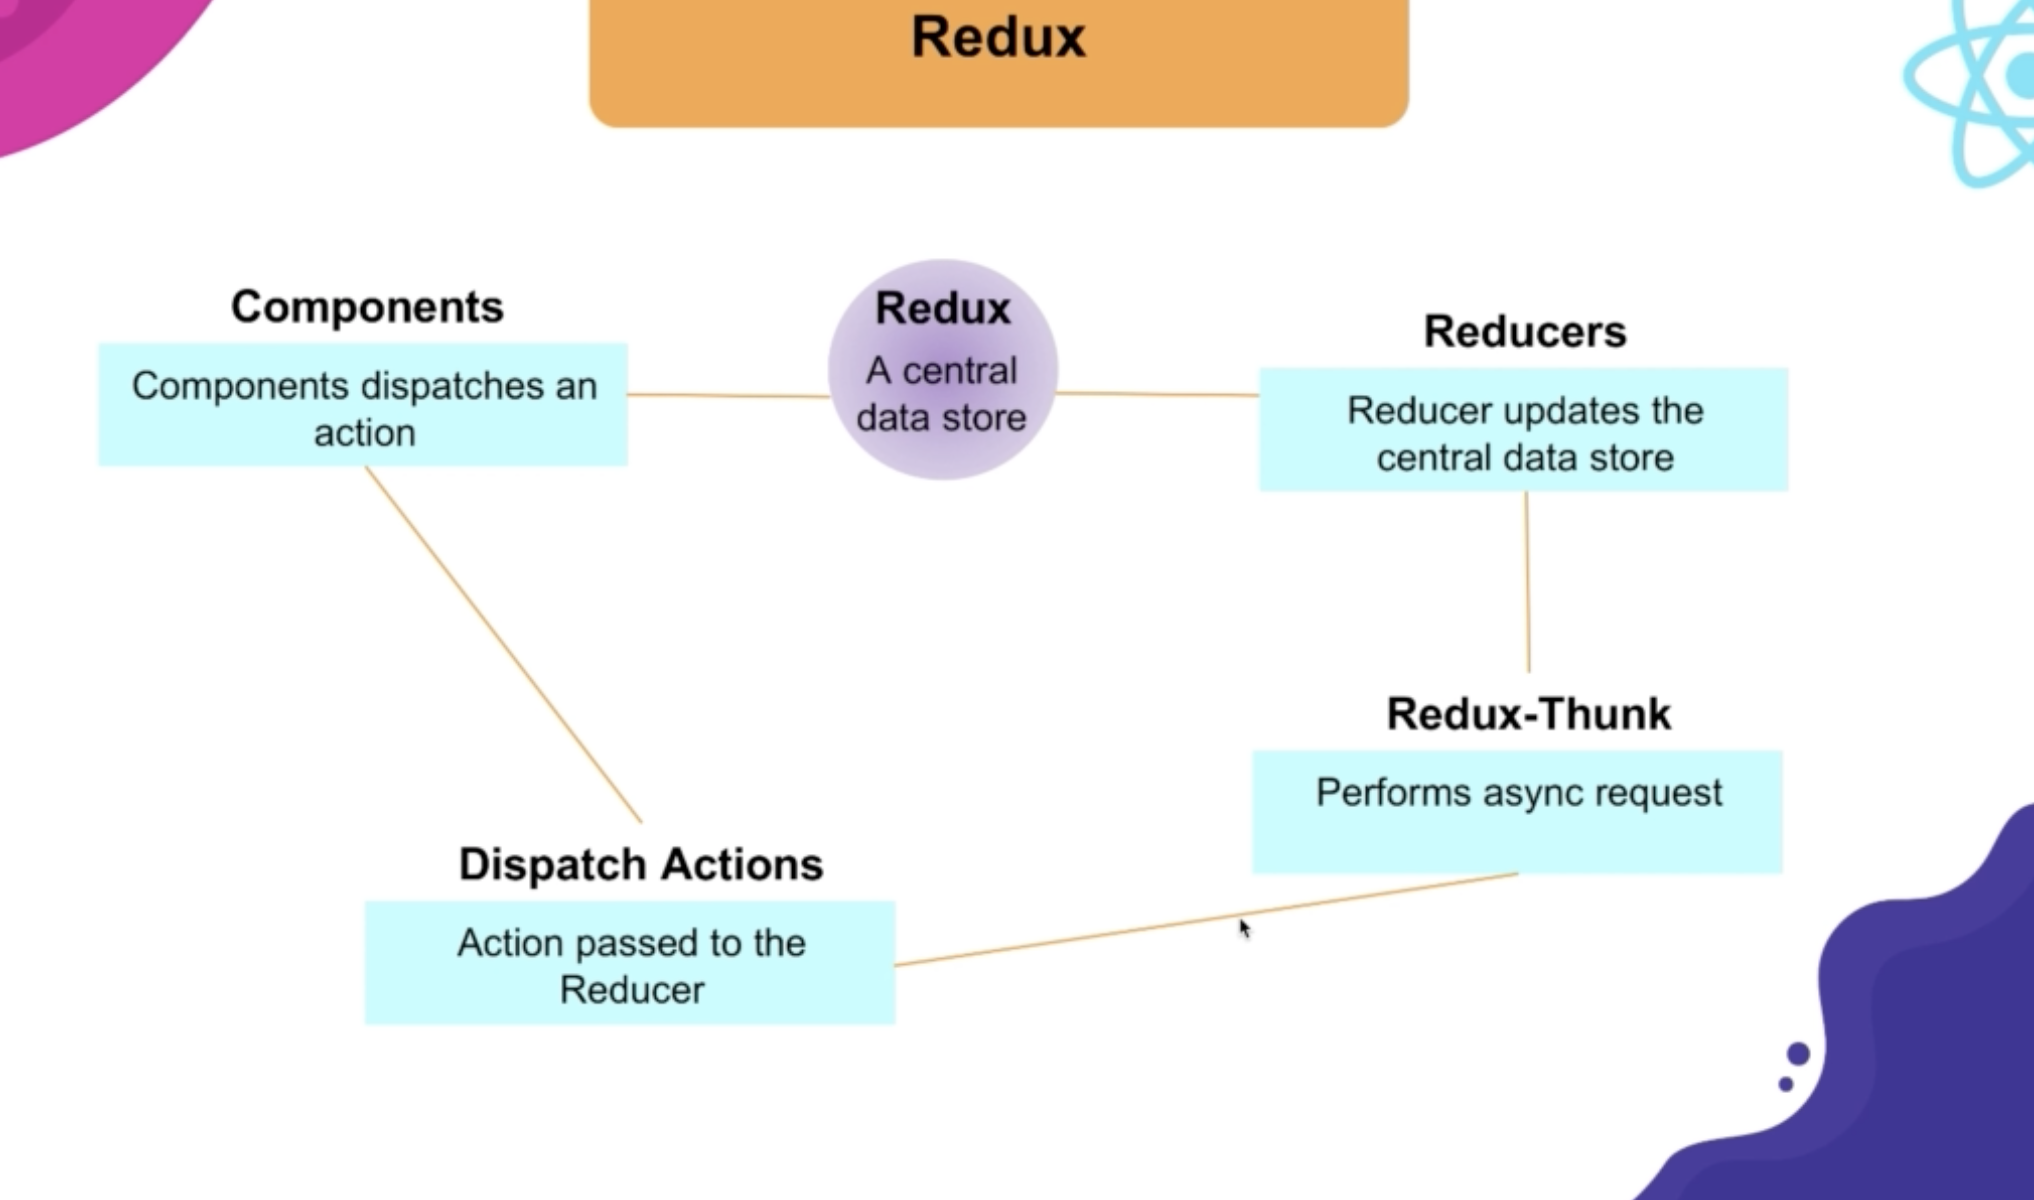 Redux
Components
Components dispatches an
action
Redux
A central
data store
Reducers
Reducer updates the
central data store
Redux-Thunk
Performs async request
Dispatch Actions
Action passed to the
Reducer